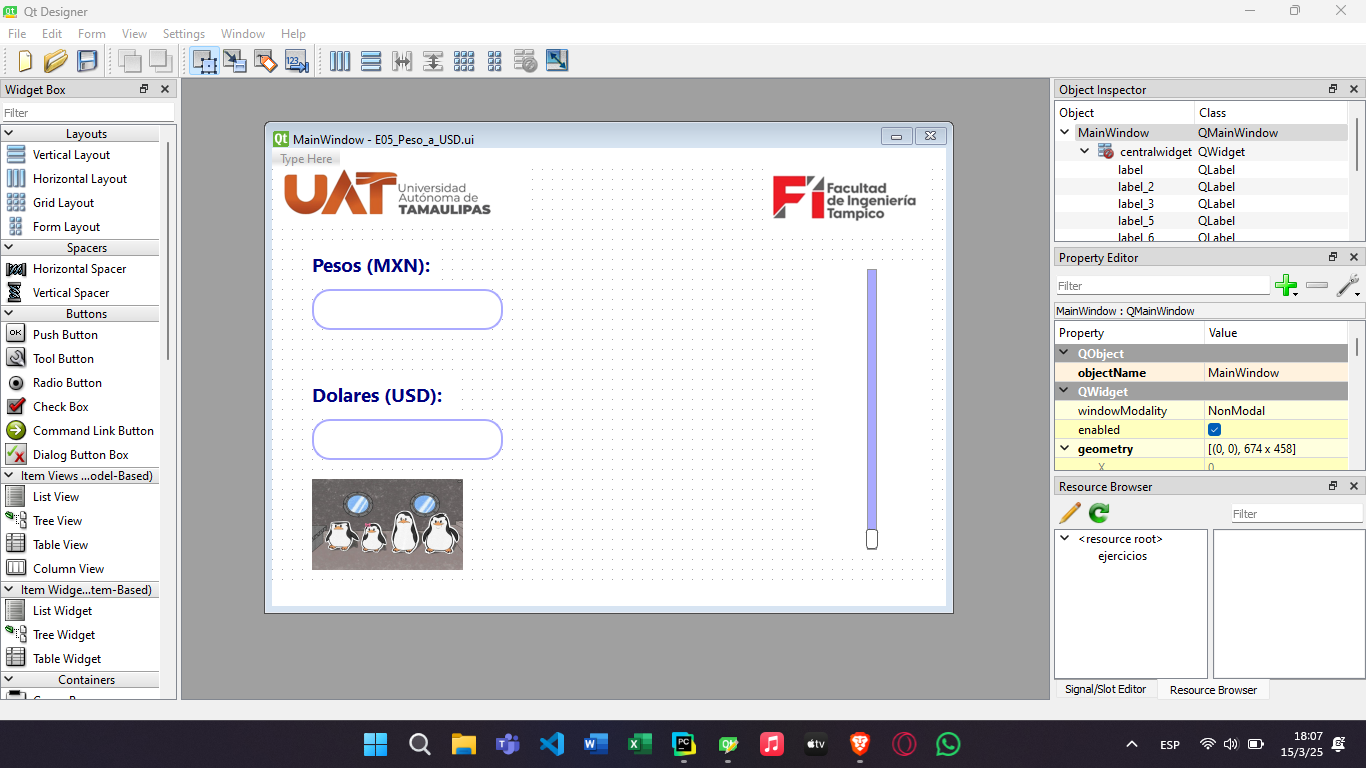 Qt Designer
File Edit Form View Settings Window Help
Widget Box
Filter
Layouts
Vertical Layout
Horizontal Layout
Grid Layout
Form Layout
Spacers
Horizontal Spacer
Vertical Spacer
Buttons
OK Push Button
Tool Button
Radio Button
Check Box
Command Link Button
Dialog Button Box
Item Views ...odel-Based)
List View
Tree View
Table View
Column View
Item Widge...tem-Based)
List Widget
Tree Widget
Table Widget
Containers
Qt MainWindow - E05_Peso_a_USD.ui
Type Here
UAT Universidad
Autónoma de
TAMAULIPAS
Fi Facultad
de Ingeniería
Tampico
Pesos (MXN):
Dolares (USD):
Object Inspector
Object Class
MainWindow QMainWindow
centralwidget QWidget
label QLabel
label_2 QLabel
label_3 QLabel
label_5 QLabel
label_6 QLabel
Property Editor
Filter
MainWindow : QMainWindow
Property Value
QObject
objectName MainWindow
QWidget
windowModality NonModal
enabled
geometry [(0, 0), 674 x 458]
X 0
Resource Browser
Filter
<resource root>
ejercicios
Signal/Slot Editor Resource Browser
ESP
18:07
15/3/25